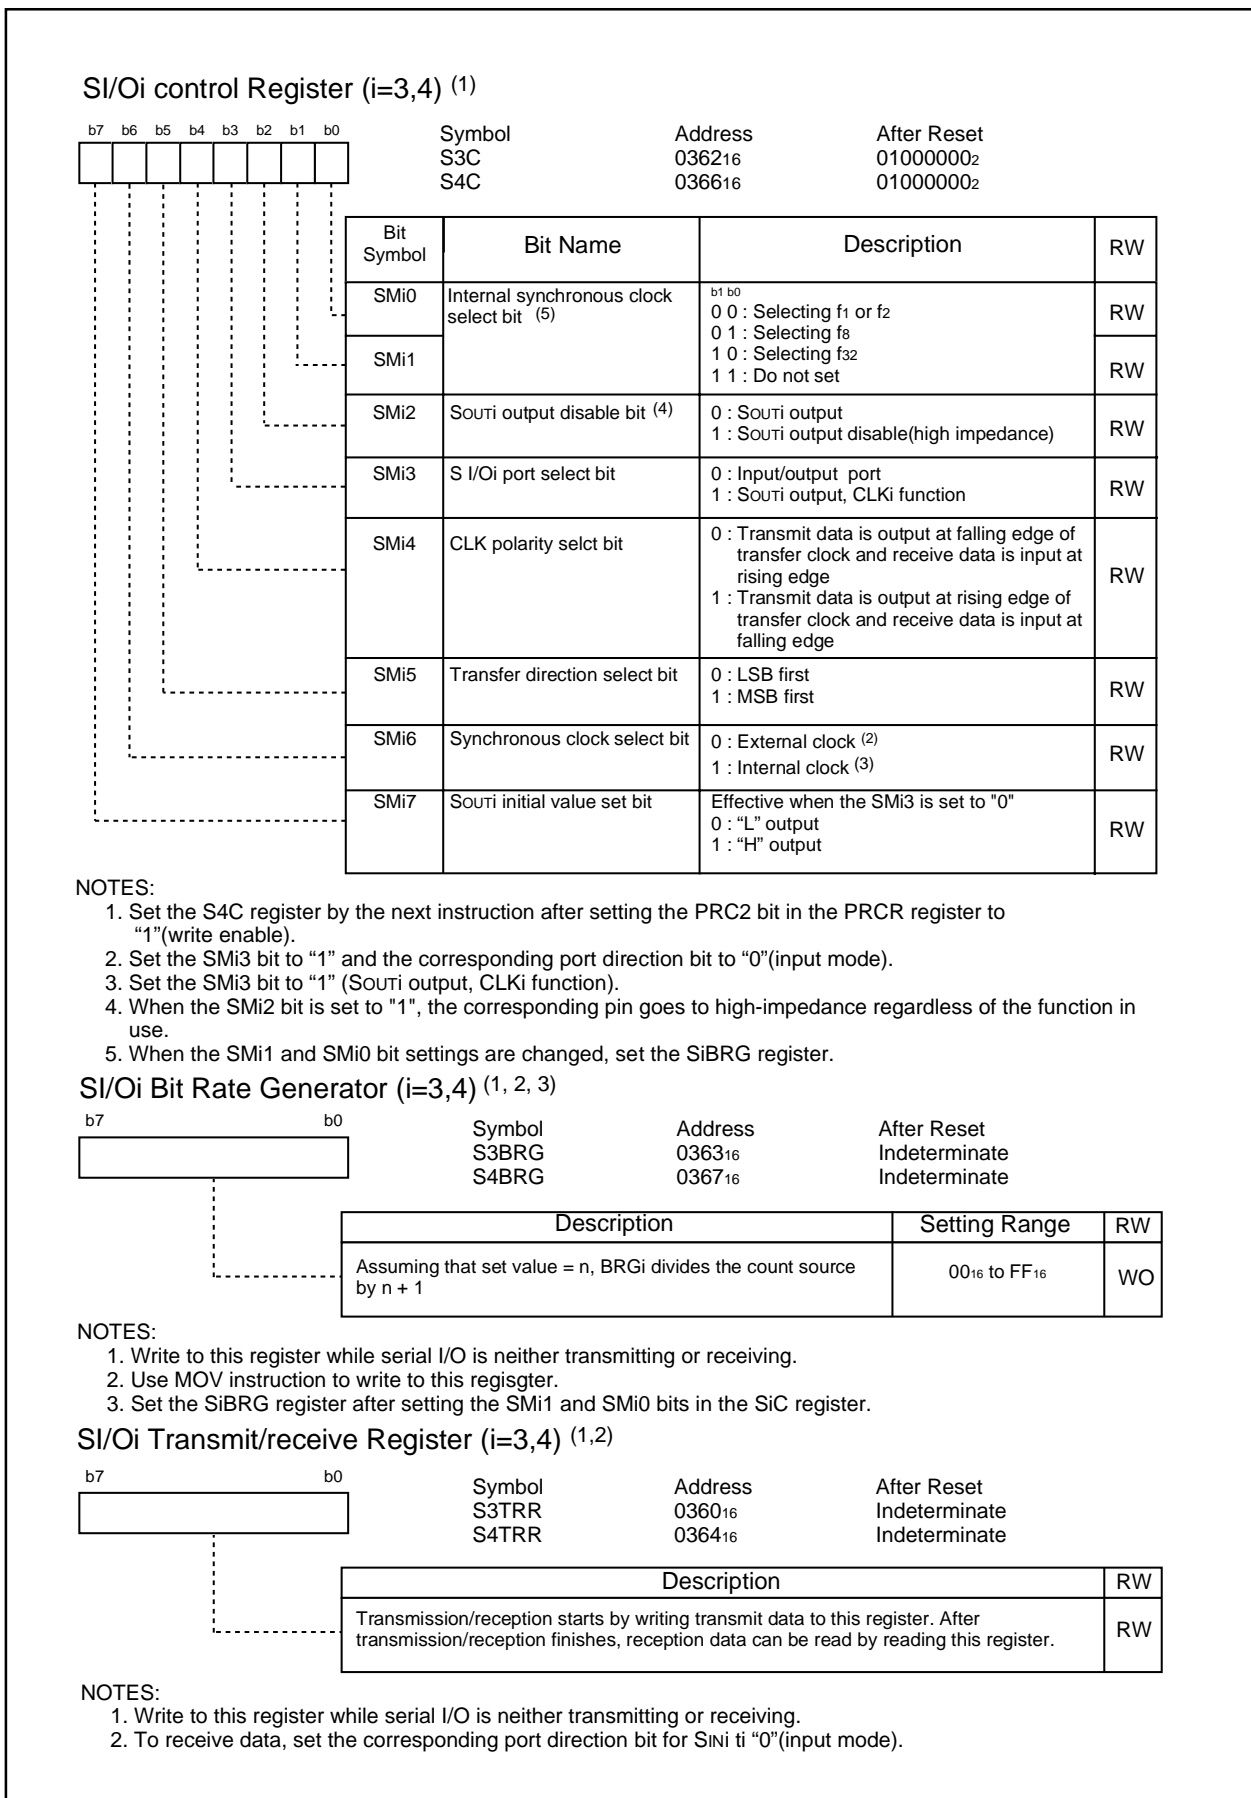 SI/Oi control Register (i=3,4) (1)
b7 b6 b5 b4 b3 b2 b1 b0
Symbol Address After Reset
S3C 036216 010000002
S4C 036616 010000002
Bit Symbol Bit Name Description RW
SMi0 Internal synchronous clock select bit (5) b1 b0
0 0 : Selecting f1 or f2 RW
0 1 : Selecting f8
SMi1 1 0 : Selecting f32 RW
1 1 : Do not set
SMi2 SOUTi output disable bit (4) 0 : SOUTi output
1 : SOUTi output disable(high impedance) RW
SMi3 S I/Oi port select bit 0 : Input/output port
1 : SOUTi output, CLKi function RW
SMi4 CLK polarity selct bit 0 : Transmit data is output at falling edge of
transfer clock and receive data is input at
rising edge RW
1 : Transmit data is output at rising edge of
transfer clock and receive data is input at
falling edge
SMi5 Transfer direction select bit 0 : LSB first
1 : MSB first RW
SMi6 Synchronous clock select bit 0 : External clock (2)
1 : Internal clock (3) RW
SMi7 SOUTi initial value set bit Effective when the SMi3 is set to "0"
0 : “L” output
1 : “H” output RW
NOTES:
1. Set the S4C register by the next instruction after setting the PRC2 bit in the PRCR register to
“1”(write enable).
2. Set the SMi3 bit to “1” and the corresponding port direction bit to “0”(input mode).
3. Set the SMi3 bit to “1” (SOUTi output, CLKi function).
4. When the SMi2 bit is set to "1", the corresponding pin goes to high-impedance regardless of the function in
use.
5. When the SMi1 and SMi0 bit settings are changed, set the SiBRG register.
SI/Oi Bit Rate Generator (i=3,4) (1, 2, 3)
b7 b0
Symbol Address After Reset
S3BRG 036316 Indeterminate
S4BRG 036716 Indeterminate
Description Setting Range RW
Assuming that set value = n, BRGi divides the count source
by n + 1 0016 to FF16 WO
NOTES:
1. Write to this register while serial I/O is neither transmitting or receiving.
2. Use MOV instruction to write to this regisgter.
3. Set the SiBRG register after setting the SMi1 and SMi0 bits in the SiC register.
SI/Oi Transmit/receive Register (i=3,4) (1,2)
b7 b0
Symbol Address After Reset
S3TRR 036016 Indeterminate
S4TRR 036416 Indeterminate
Description RW
Transmission/reception starts by writing transmit data to this register. After
transmission/reception finishes, reception data can be read by reading this register. RW
NOTES:
1. Write to this register while serial I/O is neither transmitting or receiving.
2. To receive data, set the corresponding port direction bit for SINi ti “0”(input mode).